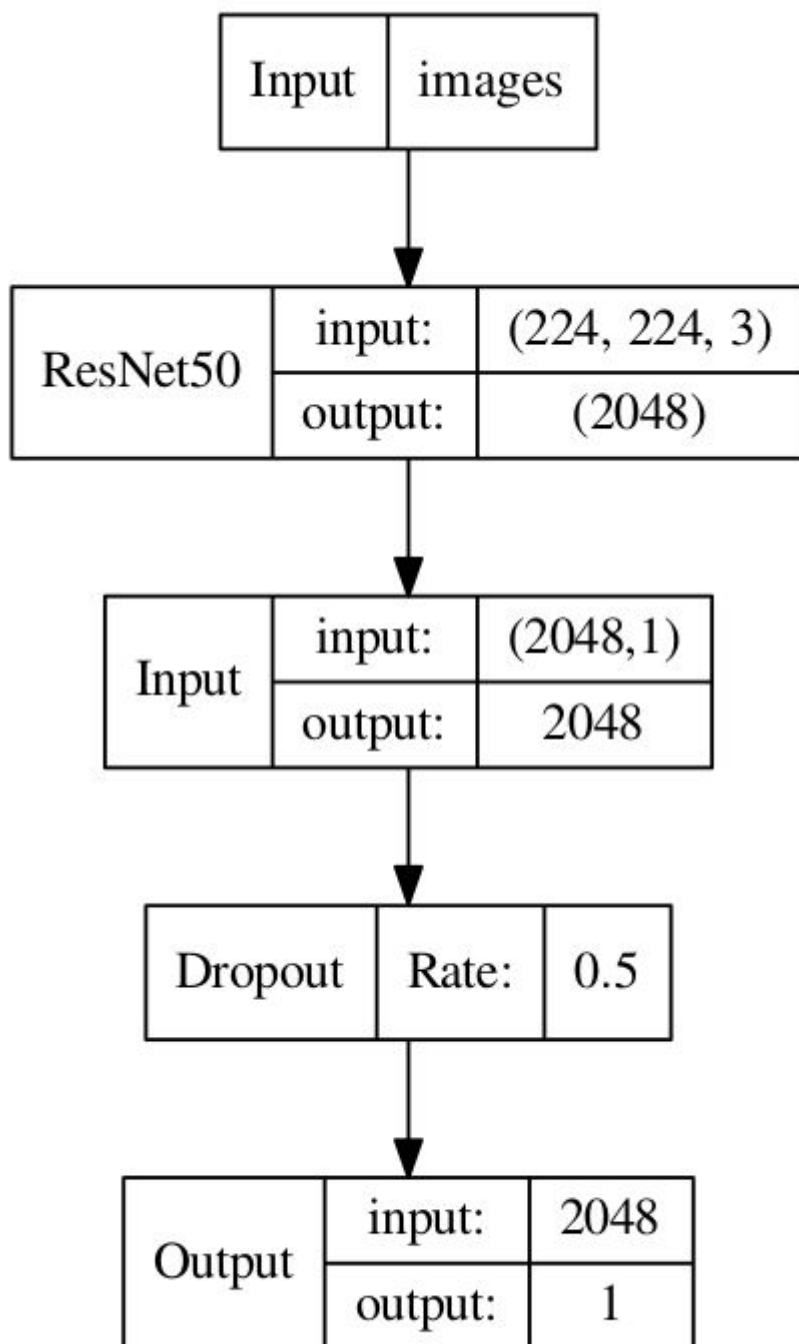 Input images
ResNet50 input: (224, 224, 3)
output: (2048)
Input input: (2048,1)
output: 2048
Dropout Rate: 0.5
Output input: 2048
output: 1